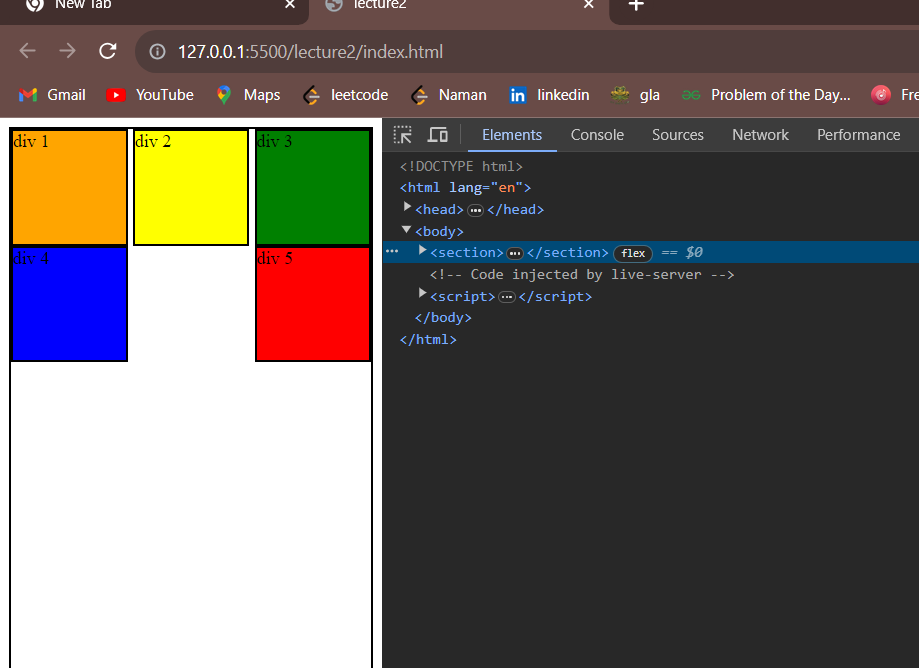 New Tab
lecture2
127.0.0.1:5500/lecture2/index.html
Gmail YouTube Maps leetcode Naman linkedin gla Problem of the Day... Fre
div 1 div 2 div 3
div 4 div 5
Elements Console Sources Network Performance
<!DOCTYPE html>
<html lang="en">
<head> ••• </head>
<body>
••• <section> ••• </section> flex == $0
<!-- Code injected by live-server -->
<script> ••• </script>
</body>
</html>